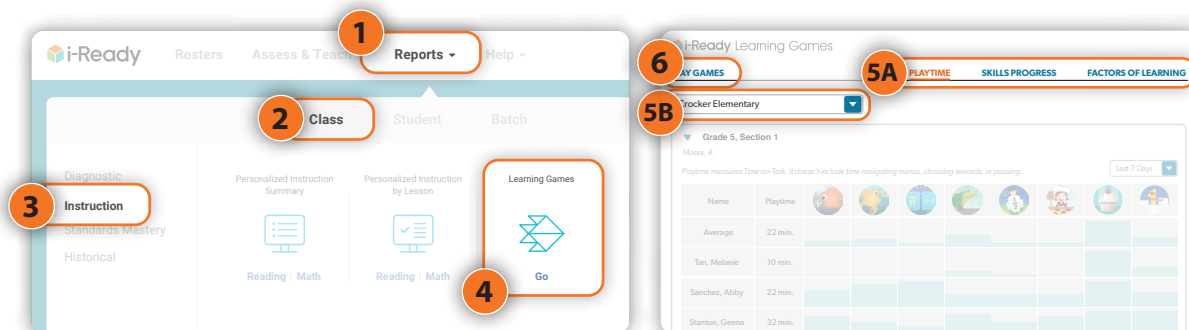 1
i-Ready Rosters Assess & Teach Reports Help
2
Class Student Batch
3
Diagnostic
Instruction
Standards Mastery
Historical
Personalized Instruction
Summary
Reading | Math
Personalized Instruction
by Lesson
Reading | Math
Learning Games
4
Go
i-Ready Learning Games
6
AY GAMES
5A
PLAYTIME SKILLS PROGRESS FACTORS OF LEARNING
5B
Crocker Elementary
Grade 5, Section 1
Moore, R.
Playtime measures Time-on-Task. It doesn't include time navigating menus, choosing rewards, or pausing.
Last 7 Days
Name Playtime
Average 22 min.
Tan, Melanie 10 min.
Sanchez, Abby 22 min.
Stanton, Geena 32 min.